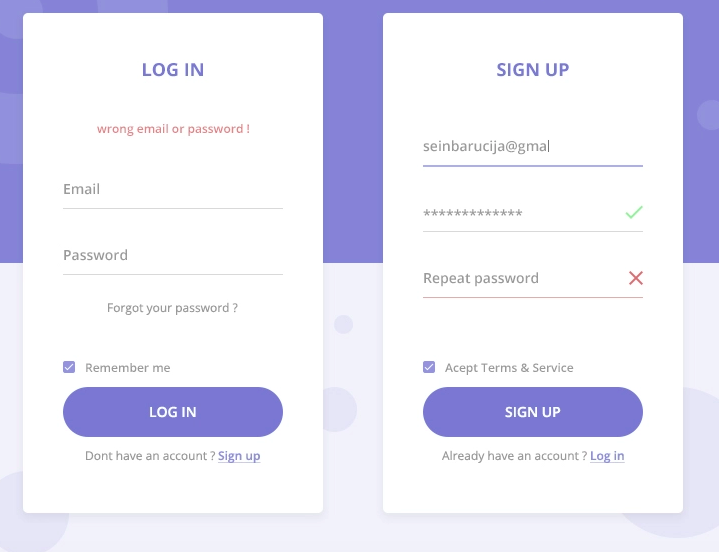 LOG IN
wrong email or password !
Email
Password
Forgot your password ?
Remember me
LOG IN
Dont have an account ? Sign up
SIGN UP
seinbarucija@gmal
*************
Repeat password
Acept Terms & Service
SIGN UP
Already have an account ? Log in